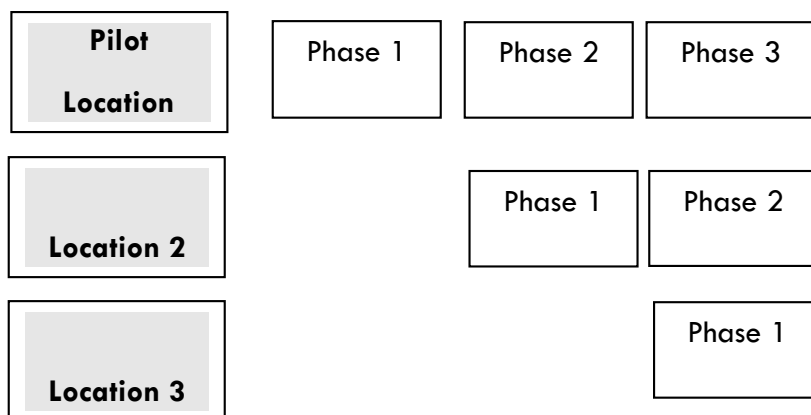 Pilot
Location
Phase 1
Phase 2
Phase 3
Location 2
Phase 1
Phase 2
Location 3
Phase 1